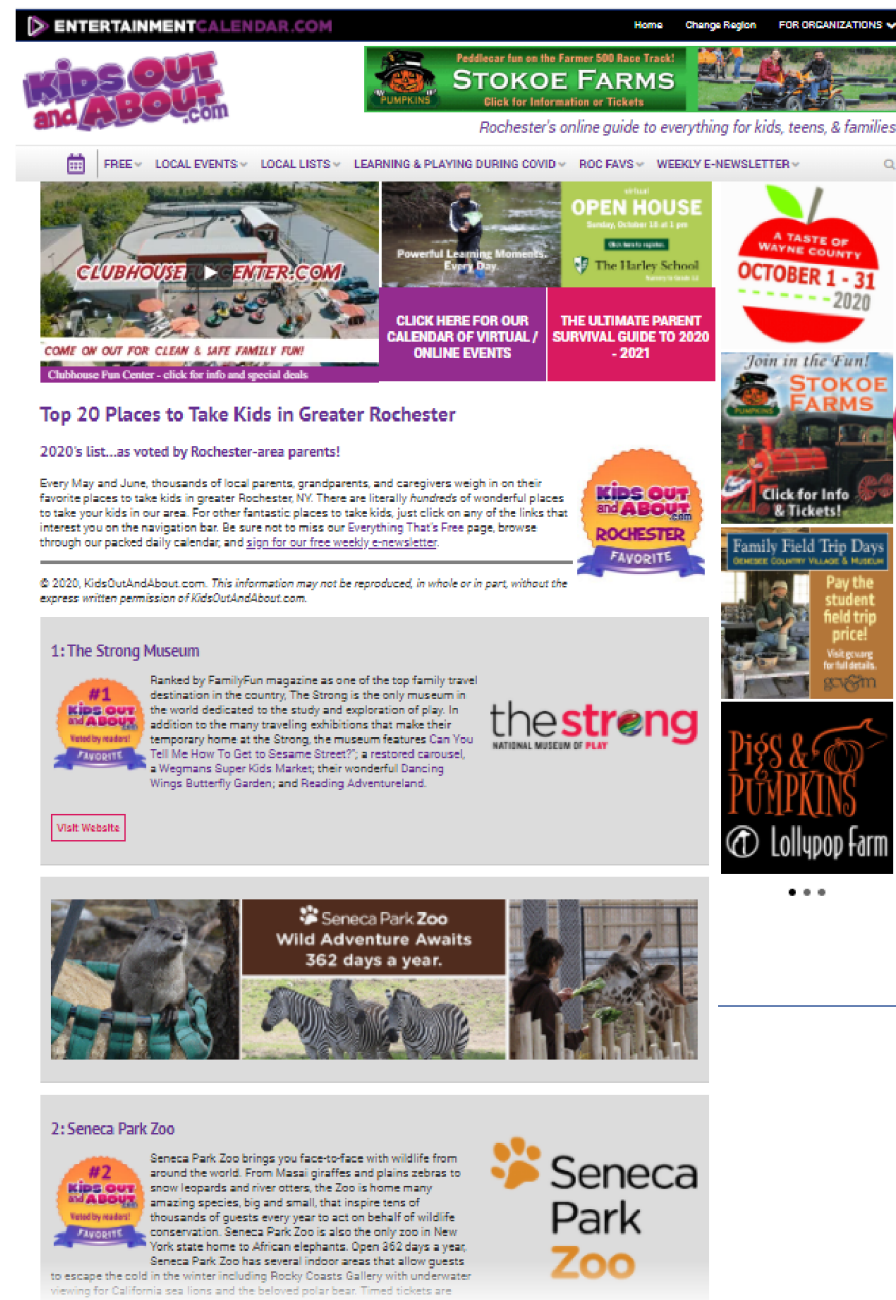 ENTERTAINMENTCALENDAR.COM
Home Change Region FOR ORGANIZATIONS
KIDS OUT
and ABOUT
.com
Peddlecar fun on the Farmer 500 Race Track!
STOKOE FARMS
Click for Information or Tickets
PUMPKINS
Rochester's online guide to everything for kids, teens, & families
FREE LOCAL EVENTS LOCAL LISTS LEARNING & PLAYING DURING COVID ROC FAVS WEEKLY E-NEWSLETTER
CLUBHOUSEFUNCENTER.COM
COME ON OUT FOR CLEAN & SAFE FAMILY FUN!
Clubhouse Fun Center - click for info and special deals
Powerful Learning Moments.
Every Day.
virtual
OPEN HOUSE
Sunday, October 18 at 1 pm
Click here to register.
The Harley School
CLICK HERE FOR OUR
CALENDAR OF VIRTUAL /
ONLINE EVENTS
THE ULTIMATE PARENT
SURVIVAL GUIDE TO 2020
- 2021
A TASTE OF
WAYNE COUNTY
OCTOBER 1 - 31
2020
Join in the Fun!
STOKOE
FARMS
PUMPKINS
Click for Info
& Tickets!
Family Field Trip Days
GENESEE COUNTRY VILLAGE & MUSEUM
Pay the
student
field trip
price!
Visit gcv.org
for full details.
gcv&m
Pigs &
PUMPKINS
Lollypop Farm
Top 20 Places to Take Kids in Greater Rochester
2020's list...as voted by Rochester-area parents!
Every May and June, thousands of local parents, grandparents, and caregivers weigh in on their
favorite places to take kids in greater Rochester, NY. There are literally hundreds of wonderful places
to take your kids in our area. For other fantastic places to take kids, just click on any of the links that
interest you on the navigation bar. Be sure not to miss our Everything That's Free page, browse
through our packed daily calendar, and sign for our free weekly e-newsletter.
KIDS OUT
and ABOUT
.com
ROCHESTER
FAVORITE
© 2020, KidsOutAndAbout.com. This information may not be reproduced, in whole or in part, without the
express written permission of KidsOutAndAbout.com.
1: The Strong Museum
#1
KIDS OUT
and ABOUT
.com
Voted by readers!
FAVORITE
Ranked by FamilyFun magazine as one of the top family travel
destination in the country, The Strong is the only museum in
the world dedicated to the study and exploration of play. In
addition to the many traveling exhibitions that make their
temporary home at the Strong, the museum features Can You
Tell Me How To Get to Sesame Street?"; a restored carousel,
a Wegmans Super Kids Market; their wonderful Dancing
Wings Butterfly Garden; and Reading Adventureland.
thestrong
NATIONAL MUSEUM OF PLAY
Visit Website
Seneca Park Zoo
Wild Adventure Awaits
362 days a year.
2: Seneca Park Zoo
#2
KIDS OUT
and ABOUT
.com
Voted by readers!
FAVORITE
Seneca Park Zoo brings you face-to-face with wildlife from
around the world. From Masai giraffes and plains zebras to
snow leopards and river otters, the Zoo is home many
amazing species, big and small, that inspire tens of
thousands of guests every year to act on behalf of wildlife
conservation. Seneca Park Zoo is also the only zoo in New
York state home to African elephants. Open 362 days a year,
Seneca Park Zoo has several indoor areas that allow guests
to escape the cold in the winter including Rocky Coasts Gallery with underwater
viewing for California sea lions and the beloved polar bear. Timed tickets are
Seneca
Park
Zoo